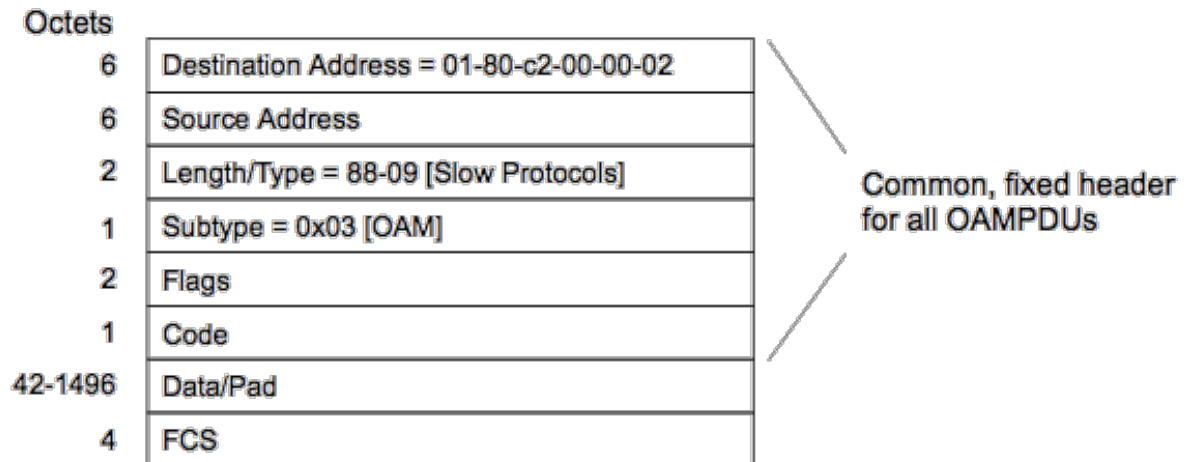 Octets
6 Destination Address = 01-80-c2-00-00-02
6 Source Address
2 Length/Type = 88-09 [Slow Protocols]
1 Subtype = 0x03 [OAM]
2 Flags
1 Code
42-1496 Data/Pad
4 FCS
Common, fixed header
for all OAMPDUs